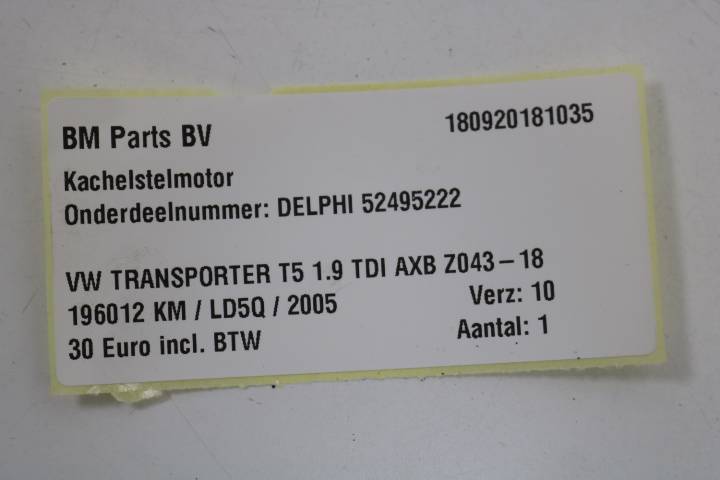 BM Parts BV 180920181035
Kachelstelmotor
Onderdeelnummer: DELPHI 52495222
VW TRANSPORTER T5 1.9 TDI AXB Z043-18
196012 KM / LD5Q / 2005 Verz: 10
30 Euro incl. BTW Aantal: 1